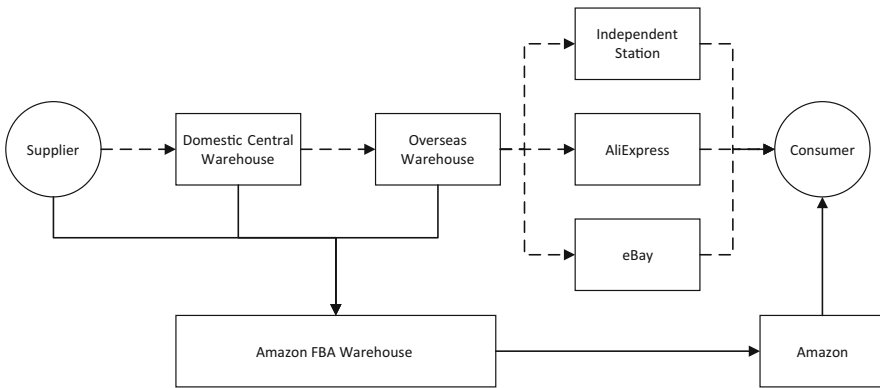 Independent
Station
Supplier
Domestic Central
Warehouse
Overseas
Warehouse
AliExpress
Consumer
eBay
Amazon FBA Warehouse
Amazon